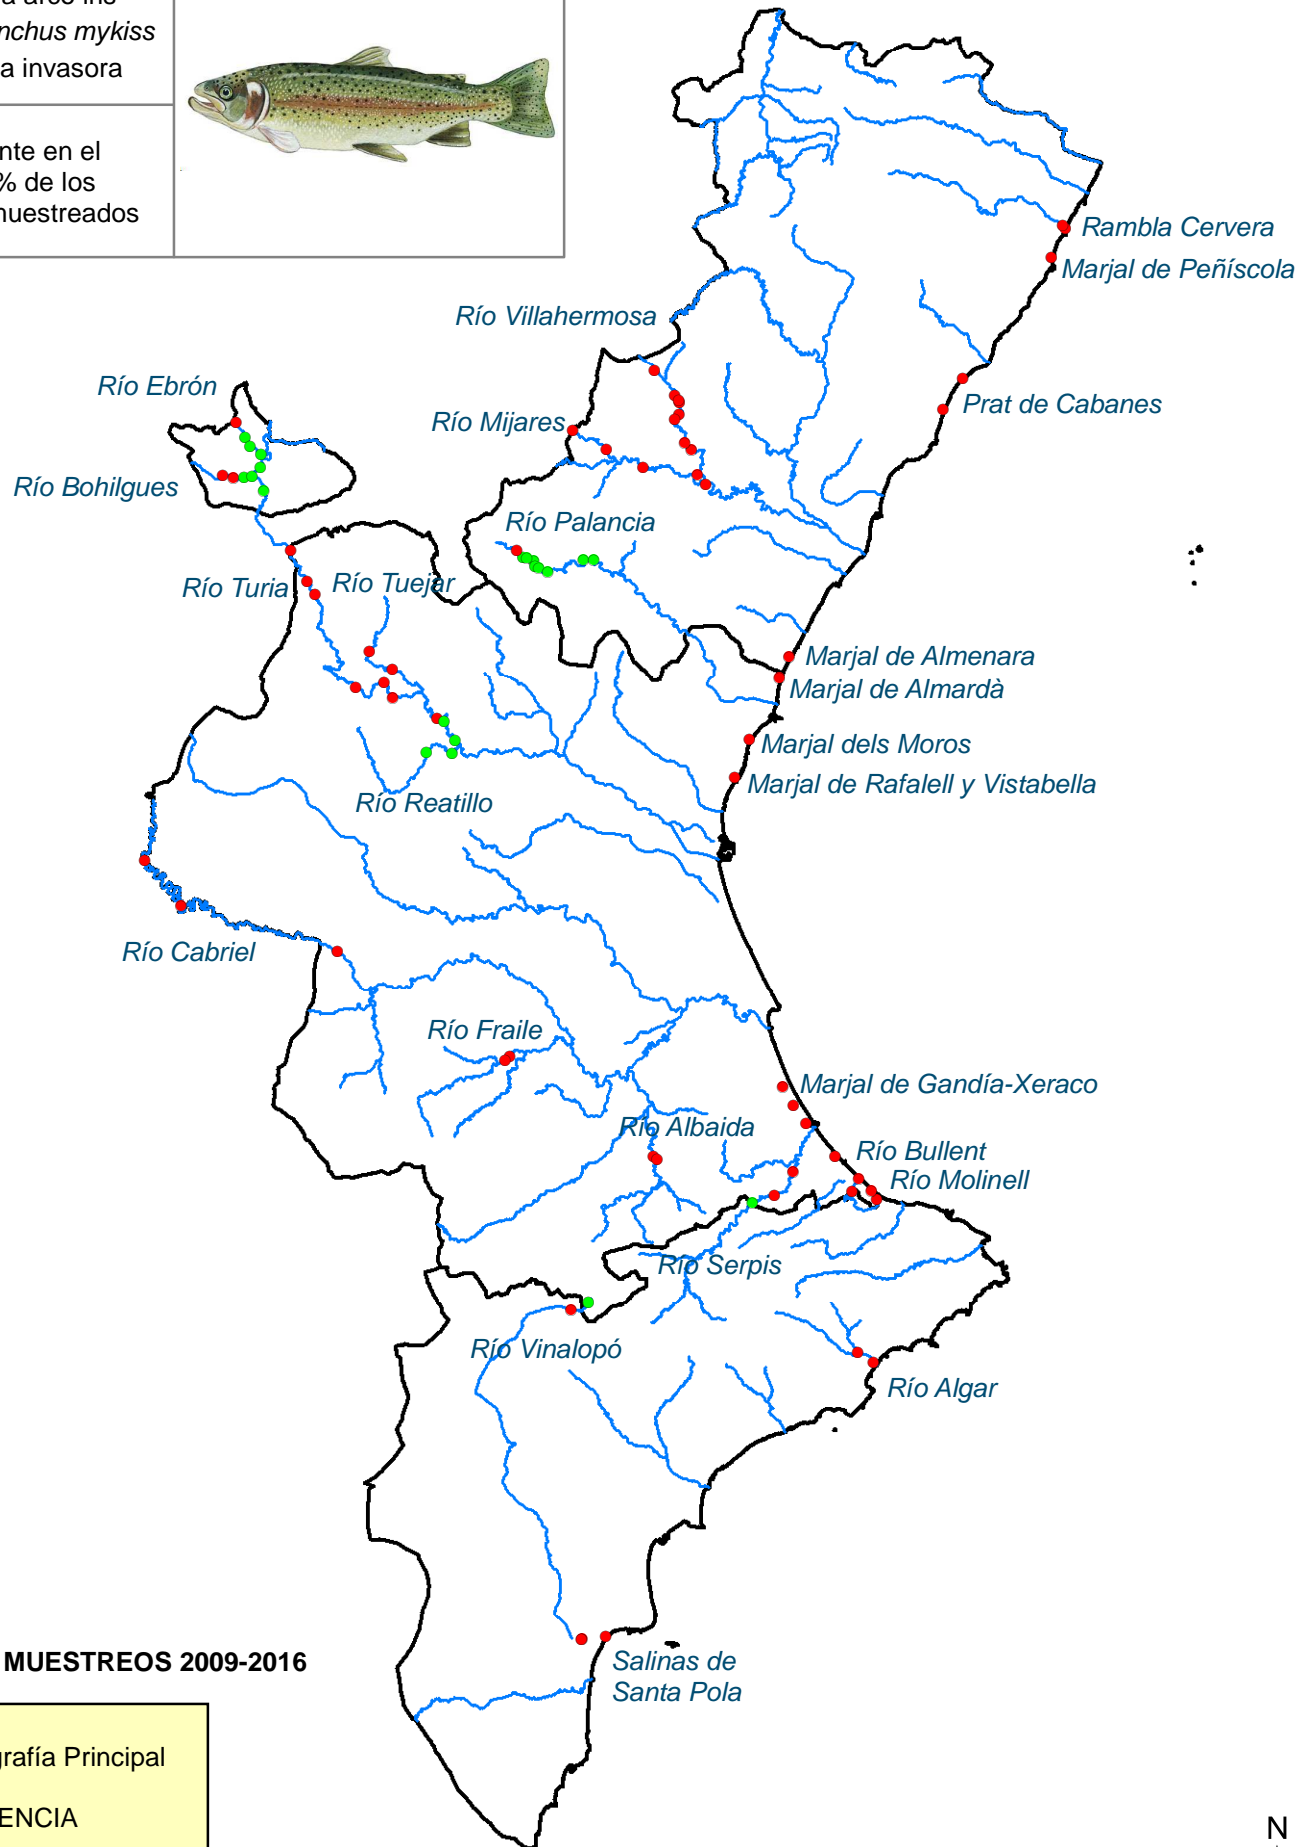 a arco iris
nchus mykiss
a invasora
nte en el
% de los
nuestreados
Rambla Cervera
Marjal de Peñíscola
Río Villahermosa
Río Ebrón
Prat de Cabanes
Río Mijares
Río Bohilgues
Río Palancia
Río Turia
Río Tuejar
Marjal de Almenara
Marjal de Almardà
Marjal dels Moros
Marjal de Rafalell y Vistabella
Río Reatillo
Río Cabriel
Río Fraile
Marjal de Gandía-Xeraco
Río Albaida
Río Bullent
Río Molinell
Río Serpis
Río Vinalopó
Río Algar
MUESTREOS 2009-2016
Salinas de
Santa Pola
grafía Principal
ENCIA
N